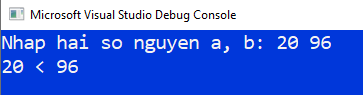 Microsoft Visual Studio Debug Console
Nhap hai so nguyen a, b: 20 96
20 < 96